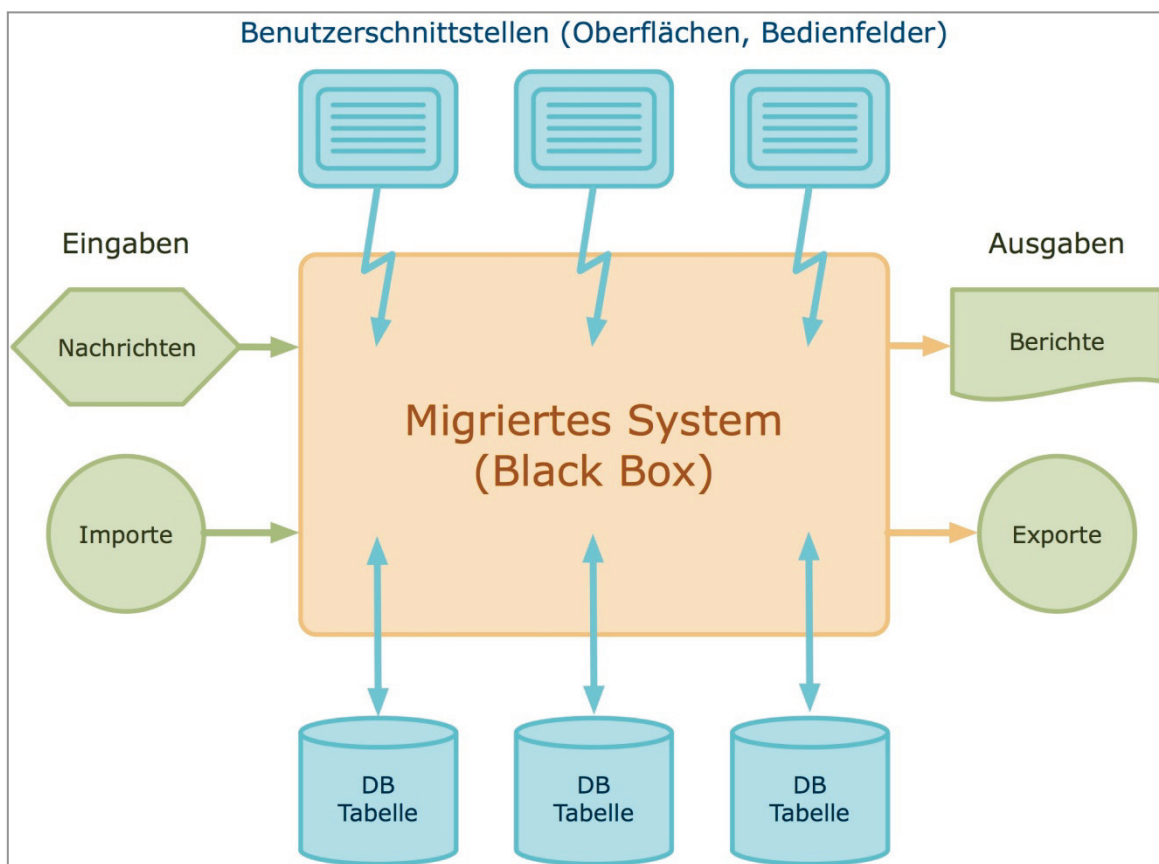 Benutzerschnittstellen (Oberflächen, Bedienfelder)
Eingaben
Ausgaben
Nachrichten
Berichte
Migriertes System
(Black Box)
Importe
Exporte
DB
Tabelle
DB
Tabelle
DB
Tabelle